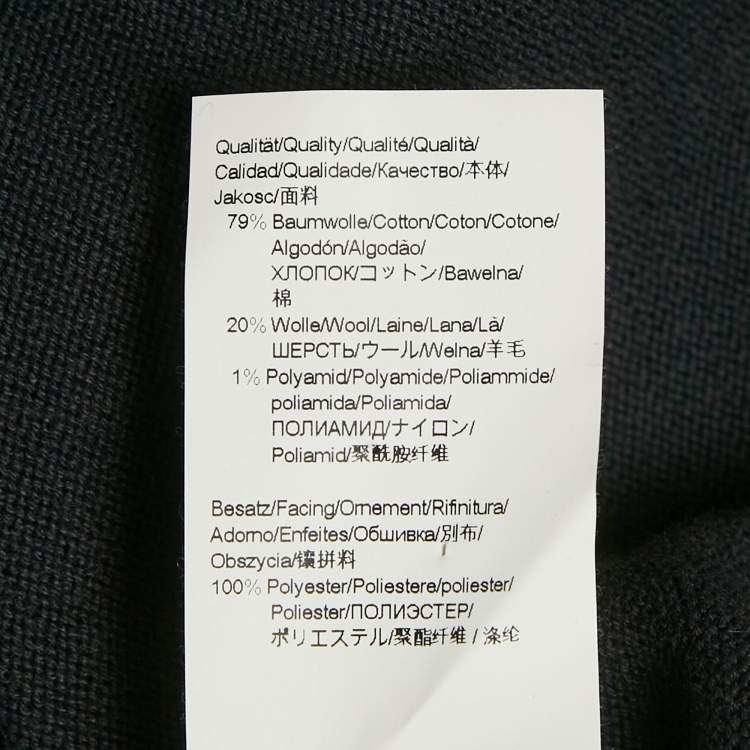 Qualität/Quality/Qualité/Qualità/
Calidad/Qualidade/Качество/本体/
Jakosc/面料
79% Baumwolle/Cotton/Coton/Cotone/
Algodón/Algodão/
ХЛОПОК/コットン/Bawelna/
棉
20% Wolle/Wool/Laine/Lana/Lã/
ШЕРСТЬ/ウール/Welna/羊毛
1% Polyamid/Polyamide/Poliammide/
poliamida/Poliamida/
ПОЛИАМИД/ナイロン/
Poliamid/聚酰胺纤维
Besatz/Facing/Ornement/Rifinitura/
Adorno/Enfeites/Обшивка/別布/
Obszycia/镶拼料
100% Polyester/Poliestere/poliester/
Poliester/ПОЛИЭСТЕР/
ポリエステル/聚酯纤维 / 涤纶